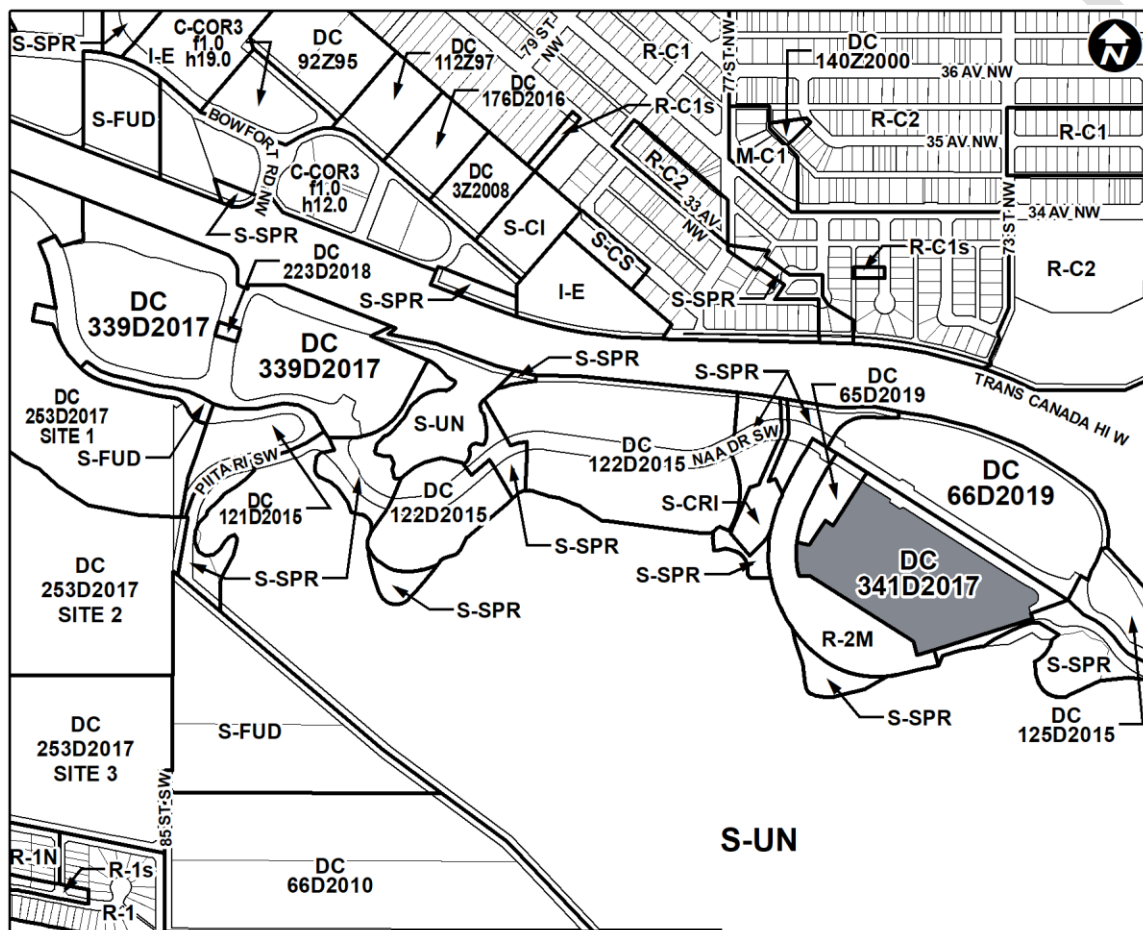 S-SPR
I-E
C-COR3
f1.0
h19.0
DC
92Z95
DC
112Z97
DC
176D2016
79 ST
NW
R-C1
77 ST NW
DC
140Z2000
36 AV NW
N
S-FUD
BOWFORT RD NW
R-C1s
R-C2
35 AV NW
R-C1
M-C1
C-COR3
f1.0
h12.0
DC
3Z2008
R-C2
33 AV
NW
34 AV NW
73 ST NW
S-SPR
S-CI
S-CS
R-C1s
R-C2
DC
223D2018
S-SPR
I-E
S-SPR
DC
339D2017
DC
339D2017
S-SPR
S-SPR
DC
65D2019
TRANS CANADA HI W
DC
253D2017
SITE 1
S-FUD
S-UN
PIITA RI SW
DC
122D2015
NAA DR SW
DC
66D2019
DC
121D2015
DC
122D2015
S-CRI
S-SPR
S-SPR
S-SPR
S-SPR
DC
341D2017
DC
253D2017
SITE 2
R-2M
S-SPR
S-SPR
DC
125D2015
DC
253D2017
SITE 3
S-FUD
85 ST SW
S-UN
R-1N
R-1s
R-1
DC
66D2010